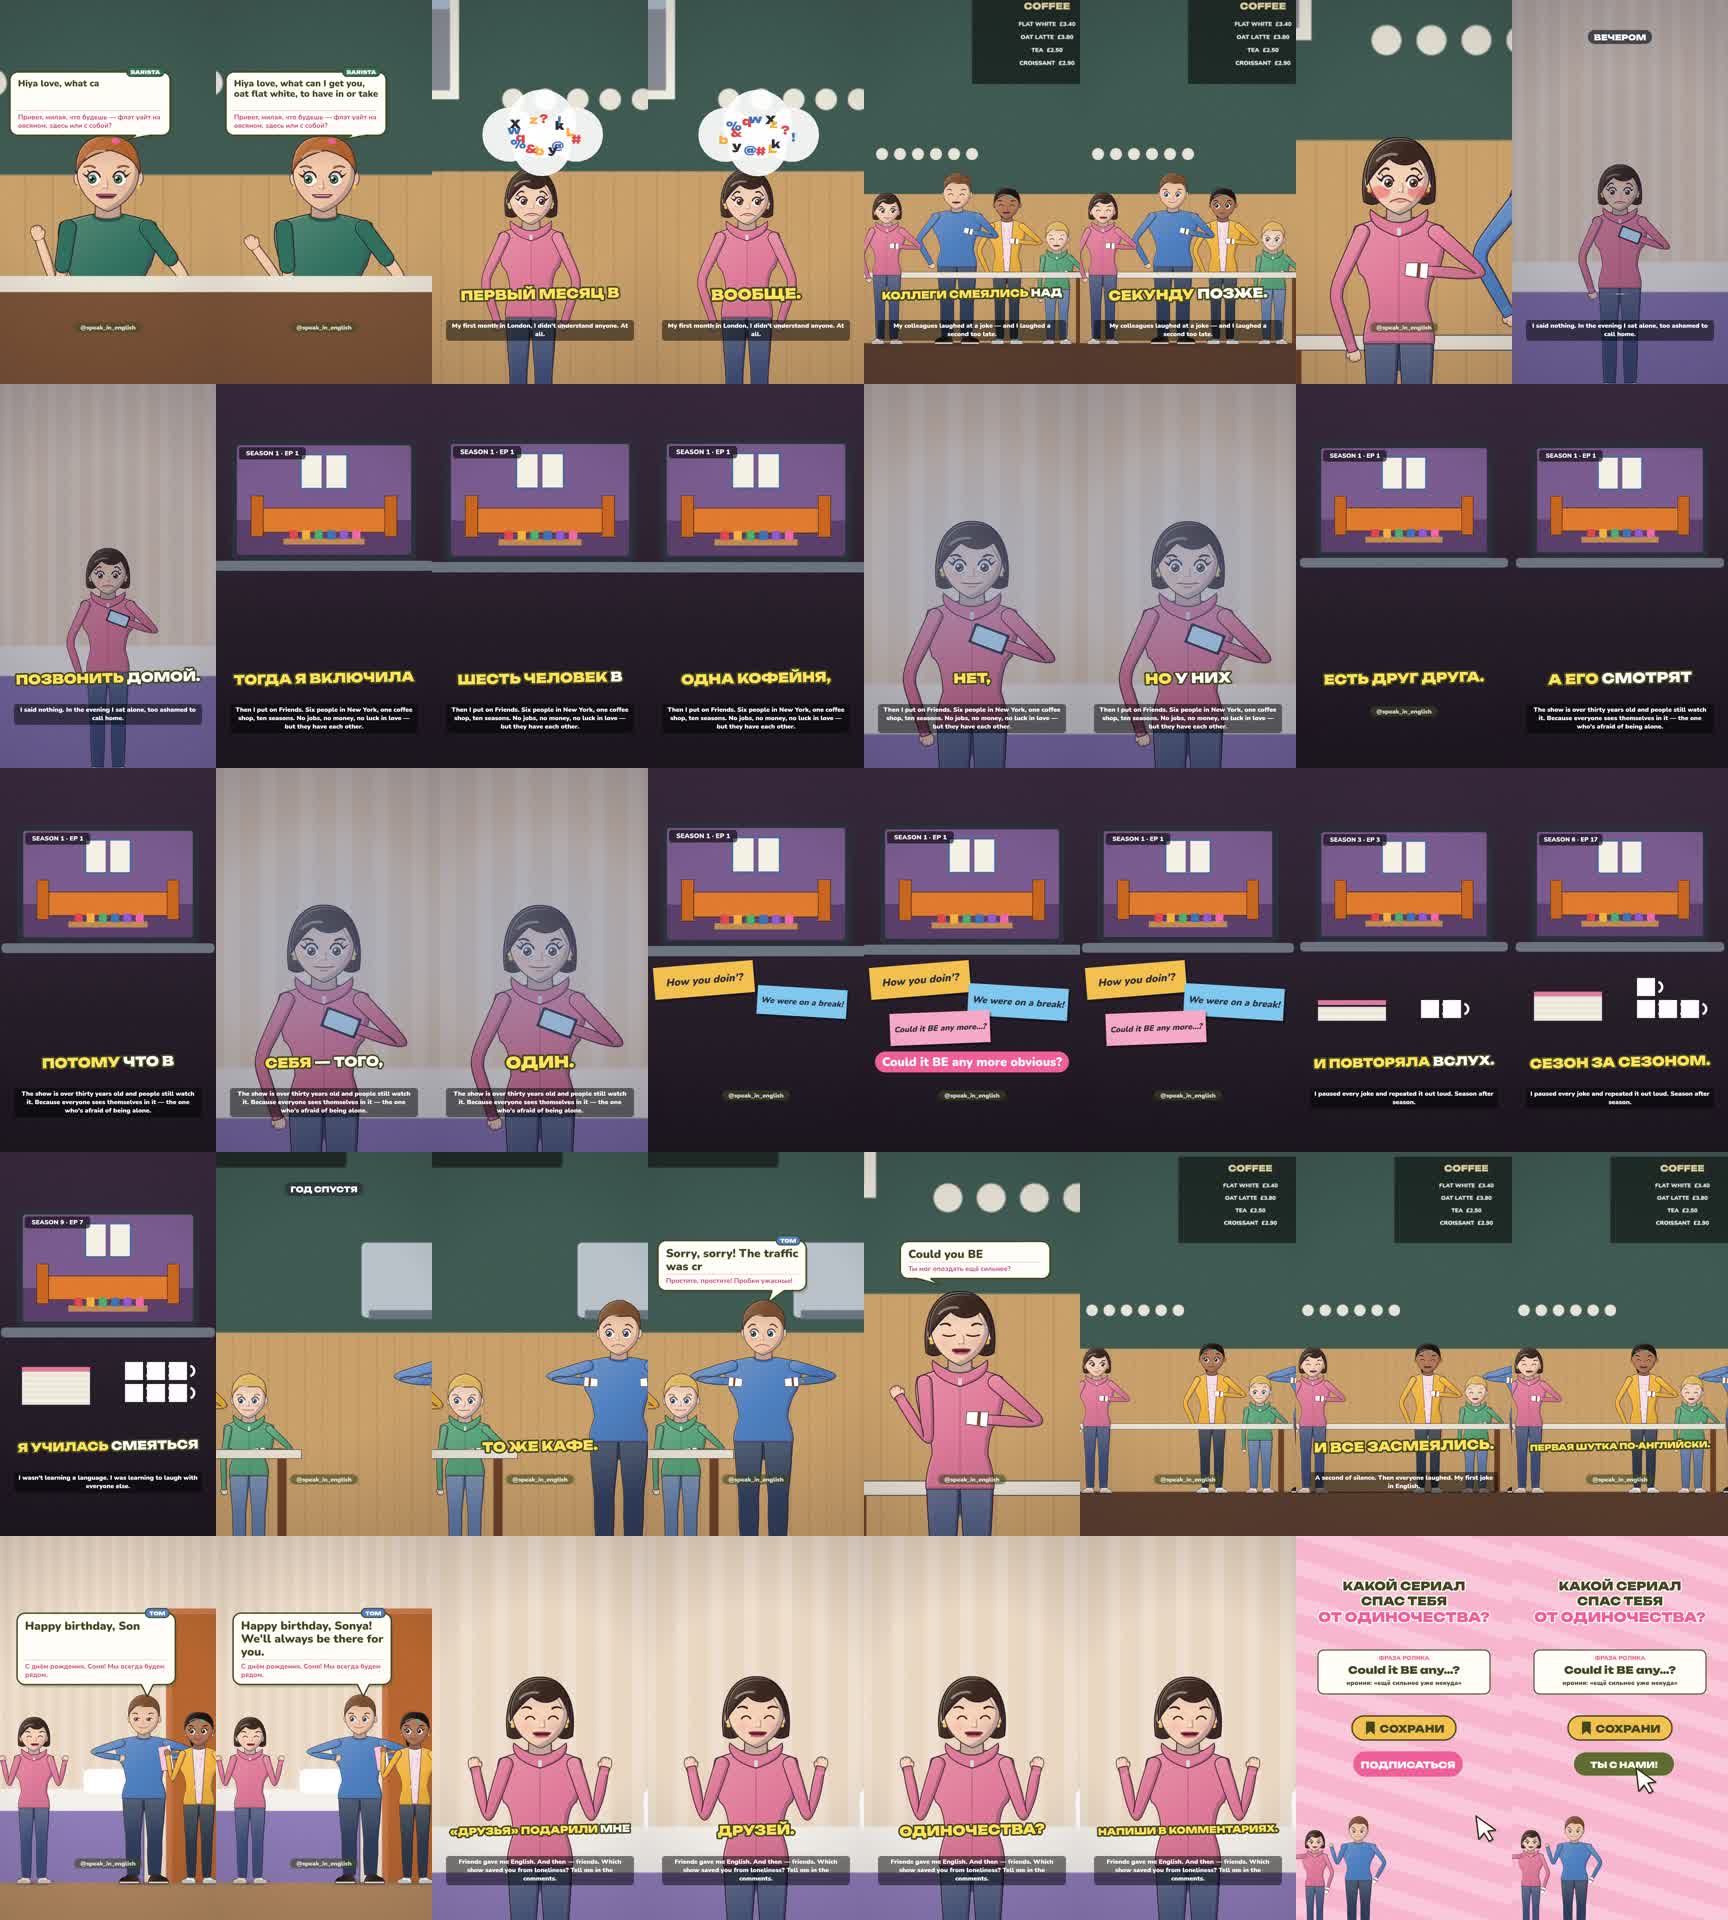 BARISTA
Hiya love, what ca
Привет, милая, что будешь — флэт уайт на
овсяном, здесь или с собой?
@speak_in_english
BARISTA
Hiya love, what can I get you,
oat flat white, to have in or take
Привет, милая, что будешь — флэт уайт на
овсяном, здесь или с собой?
@speak_in_english
ПЕРВЫЙ МЕСЯЦ В
My first month in London, I didn't understand anyone. At
all.
ВООБЩЕ.
My first month in London, I didn't understand anyone. At
all.
COFFEE
FLAT WHITE £3.40
OAT LATTE £3.80
TEA £2.50
CROISSANT £2.90
КОЛЛЕГИ СМЕЯЛИСЬ НАД
My colleagues laughed at a joke — and I laughed a
second too late.
COFFEE
FLAT WHITE £3.40
OAT LATTE £3.80
TEA £2.50
CROISSANT £2.90
СЕКУНДУ ПОЗЖЕ.
My colleagues laughed at a joke — and I laughed a
second too late.
@speak_in_english
ВЕЧЕРОМ
I said nothing. In the evening I sat alone, too ashamed to
call home.
ПОЗВОНИТЬ ДОМОЙ.
I said nothing. In the evening I sat alone, too ashamed to
call home.
SEASON 1 · EP 1
ТОГДА Я ВКЛЮЧИЛА
Then I put on Friends. Six people in New York, one coffee
shop, ten seasons. No jobs, no money, no luck in love —
but they have each other.
SEASON 1 · EP 1
ШЕСТЬ ЧЕЛОВЕК В
Then I put on Friends. Six people in New York, one coffee
shop, ten seasons. No jobs, no money, no luck in love —
but they have each other.
SEASON 1 · EP 1
ОДНА КОФЕЙНЯ,
Then I put on Friends. Six people in New York, one coffee
shop, ten seasons. No jobs, no money, no luck in love —
but they have each other.
НЕТ,
Then I put on Friends. Six people in New York, one coffee
shop, ten seasons. No jobs, no money, no luck in love —
but they have each other.
НО У НИХ
Then I put on Friends. Six people in New York, one coffee
shop, ten seasons. No jobs, no money, no luck in love —
but they have each other.
SEASON 1 · EP 1
ЕСТЬ ДРУГ ДРУГА.
@speak_in_english
SEASON 1 · EP 1
А ЕГО СМОТРЯТ
The show is over thirty years old and people still watch
it. Because everyone sees themselves in it — the one
who's afraid of being alone.
SEASON 1 · EP 1
ПОТОМУ ЧТО В
The show is over thirty years old and people still watch
it. Because everyone sees themselves in it — the one
who's afraid of being alone.
СЕБЯ — ТОГО,
The show is over thirty years old and people still watch
it. Because everyone sees themselves in it — the one
who's afraid of being alone.
ОДИН.
The show is over thirty years old and people still watch
it. Because everyone sees themselves in it — the one
who's afraid of being alone.
SEASON 1 · EP 1
How you doin'?
We were on a break!
@speak_in_english
SEASON 1 · EP 1
How you doin'?
We were on a break!
Could it BE any more...?
Could it BE any more obvious?
@speak_in_english
SEASON 1 · EP 1
How you doin'?
We were on a break!
Could it BE any more...?
@speak_in_english
SEASON 3 · EP 3
И ПОВТОРЯЛА ВСЛУХ.
I paused every joke and repeated it out loud. Season after
season.
SEASON 6 · EP 17
СЕЗОН ЗА СЕЗОНОМ.
I paused every joke and repeated it out loud. Season after
season.
SEASON 9 · EP 7
Я УЧИЛАСЬ СМЕЯТЬСЯ
I wasn't learning a language. I was learning to laugh with
everyone else.
ГОД СПУСТЯ
@speak_in_english
ТО ЖЕ КАФЕ.
@speak_in_english
TOM
Sorry, sorry! The traffic
was cr
Простите, простите! Пробки ужасные!
@speak_in_english
Could you BE
Ты мог опоздать ещё сильнее?
@speak_in_english
COFFEE
FLAT WHITE £3.40
OAT LATTE £3.80
TEA £2.50
CROISSANT £2.90
@speak_in_english
COFFEE
FLAT WHITE £3.40
OAT LATTE £3.80
TEA £2.50
CROISSANT £2.90
И ВСЕ ЗАСМЕЯЛИСЬ.
A second of silence. Then everyone laughed. My first joke
in English.
COFFEE
FLAT WHITE £3.40
OAT LATTE £3.80
TEA £2.50
CROISSANT £2.90
ПЕРВАЯ ШУТКА ПО-АНГЛИЙСКИ.
@speak_in_english
TOM
Happy birthday, Son
С днём рождения, Соня! Мы всегда будем
рядом.
@speak_in_english
TOM
Happy birthday, Sonya!
We'll always be there for
you.
С днём рождения, Соня! Мы всегда будем
рядом.
@speak_in_english
«ДРУЗЬЯ» ПОДАРИЛИ МНЕ
Friends gave me English. And then — friends. Which
show saved you from loneliness? Tell me in the
comments.
ДРУЗЕЙ.
Friends gave me English. And then — friends. Which
show saved you from loneliness? Tell me in the
comments.
ОДИНОЧЕСТВА?
Friends gave me English. And then — friends. Which
show saved you from loneliness? Tell me in the
comments.
НАПИШИ В КОММЕНТАРИЯХ.
Friends gave me English. And then — friends. Which
show saved you from loneliness? Tell me in the
comments.
КАКОЙ СЕРИАЛ
СПАС ТЕБЯ
ОТ ОДИНОЧЕСТВА?
ФРАЗА РОЛИКА
Could it BE any...?
ирония: «ещё сильнее уже некуда»
СОХРАНИ
ПОДПИСАТЬСЯ
КАКОЙ СЕРИАЛ
СПАС ТЕБЯ
ОТ ОДИНОЧЕСТВА?
ФРАЗА РОЛИКА
Could it BE any...?
ирония: «ещё сильнее уже некуда»
СОХРАНИ
ТЫ С НАМИ!